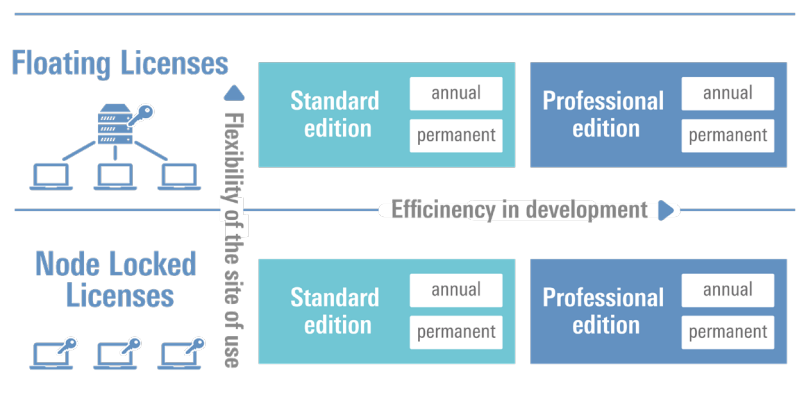 Floating Licenses
Flexibility of the site of use
Standard
edition
annual
permanent
Professional
edition
annual
permanent
Efficinency in development
Node Locked
Licenses
Standard
edition
annual
permanent
Professional
edition
annual
permanent